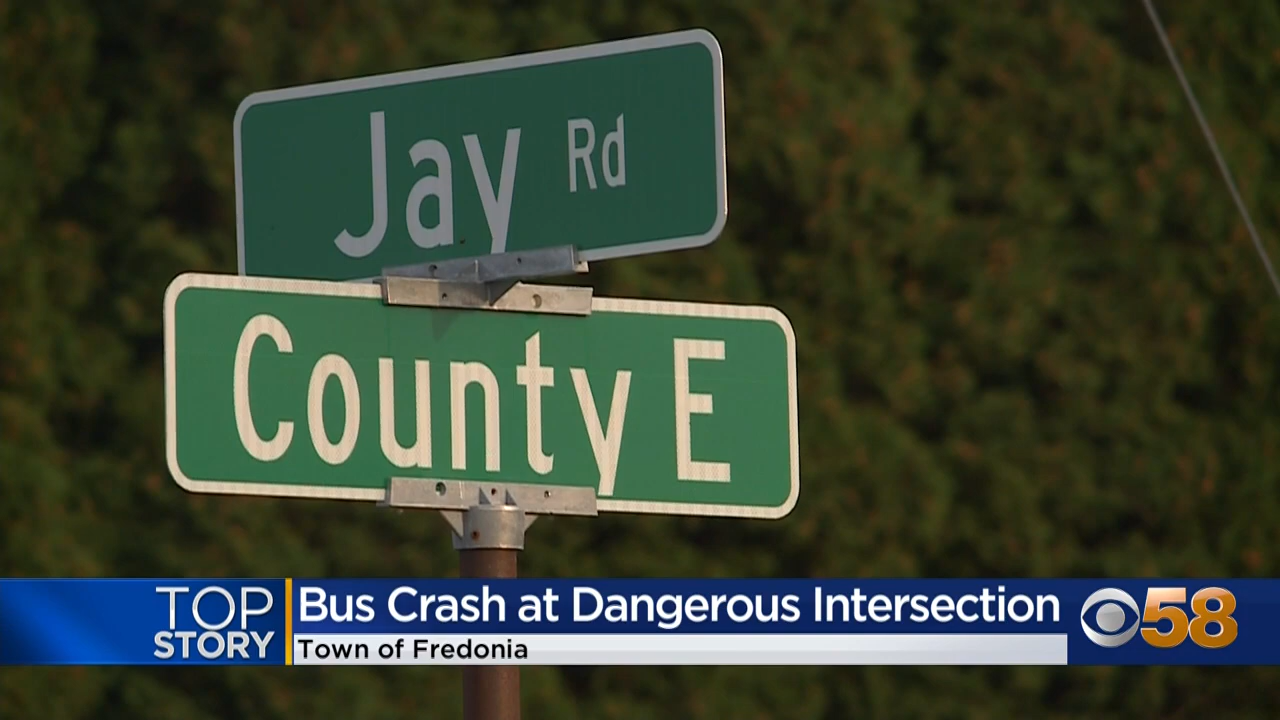 Jay Rd
County E
TOP
STORY
Bus Crash at Dangerous Intersection
58
Town of Fredonia